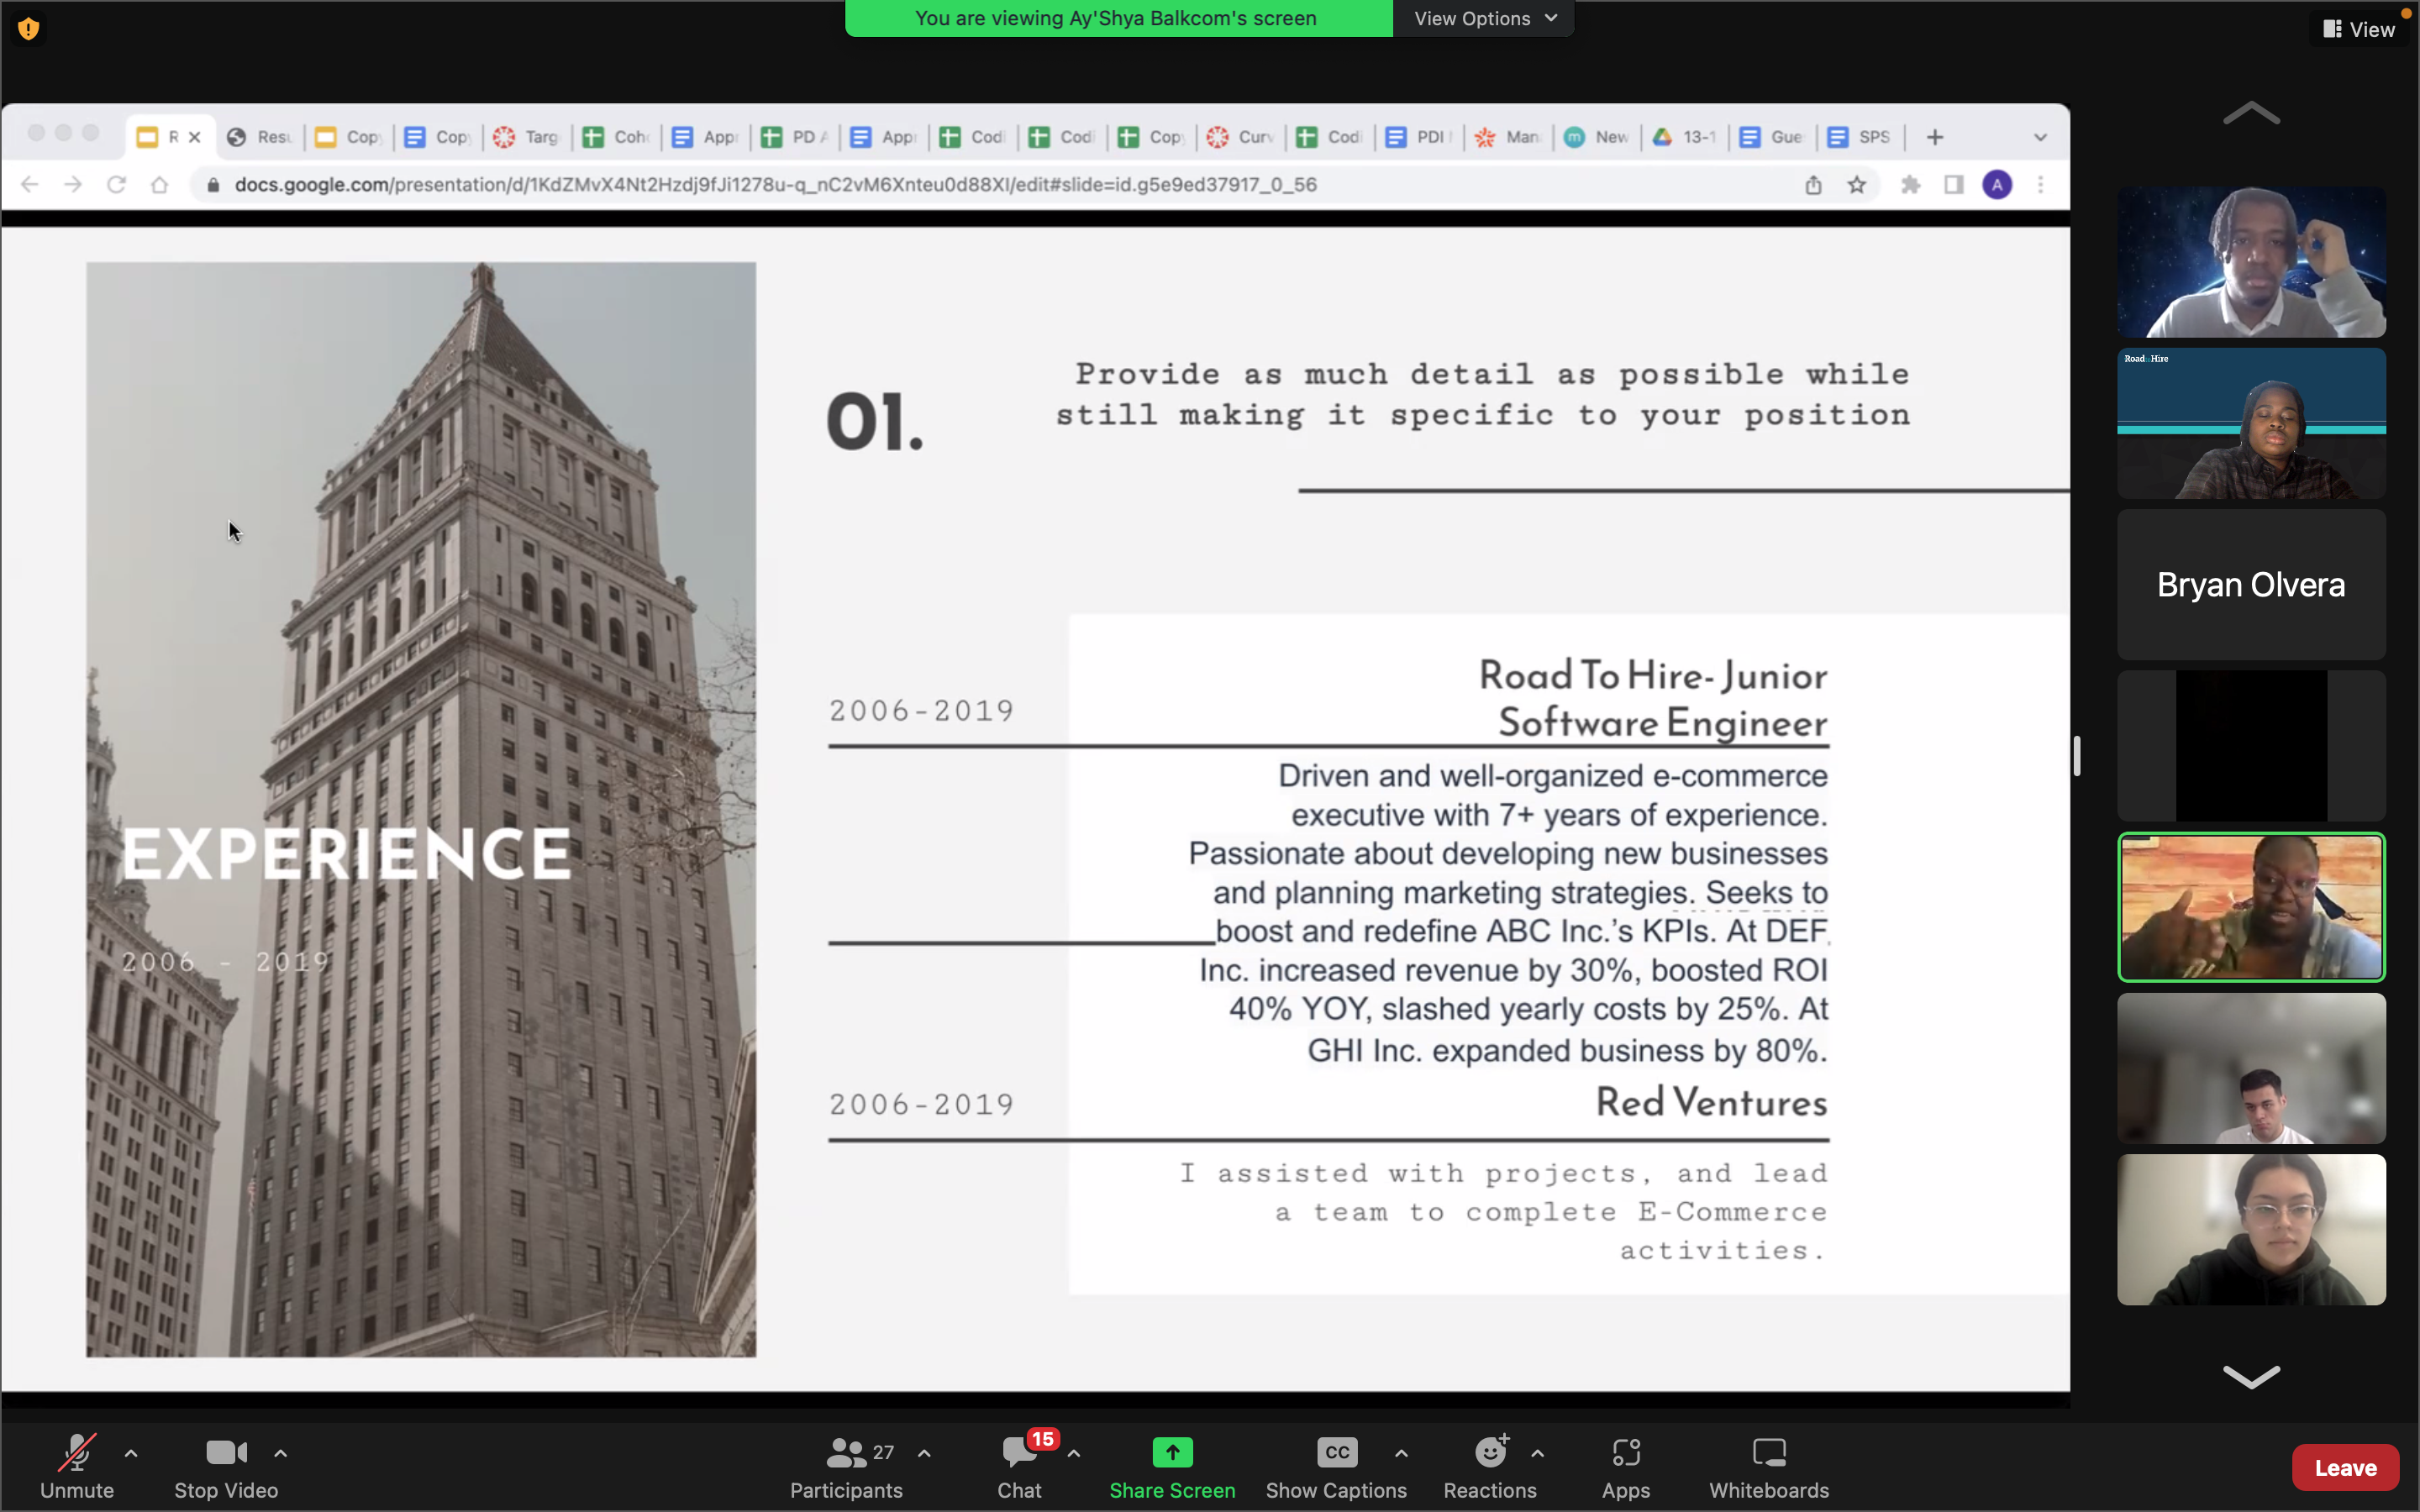 You are viewing Ay'Shya Balkcom's screen
View Options
View
R
Resu
Copy
Copy
Targ
Coho
Appr
PD A
Appr
Codi
Codi
Copy
Curv
Codi
PDI
Man
New
13-1
Gue
SPS
docs.google.com/presentation/d/1KdZMvX4Nt2Hzdj9fJi1278u-q_nC2vM6Xnteu0d88XI/edit#slide=id.g5e9ed37917_0_56
A
01.
Provide as much detail as possible while
still making it specific to your position
EXPERIENCE
2006 - 2019
2006-2019
Road To Hire- Junior
Software Engineer
Driven and well-organized e-commerce
executive with 7+ years of experience.
Passionate about developing new businesses
and planning marketing strategies. Seeks to
boost and redefine ABC Inc.’s KPIs. At DEF
Inc. increased revenue by 30%, boosted ROI
40% YOY, slashed yearly costs by 25%. At
GHI Inc. expanded business by 80%.
2006-2019
Red Ventures
I assisted with projects, and lead
a team to complete E-Commerce
activities.
Road to Hire
Bryan Olvera
Unmute
Stop Video
27
Participants
15
Chat
Share Screen
CC
Show Captions
Reactions
Apps
Whiteboards
Leave